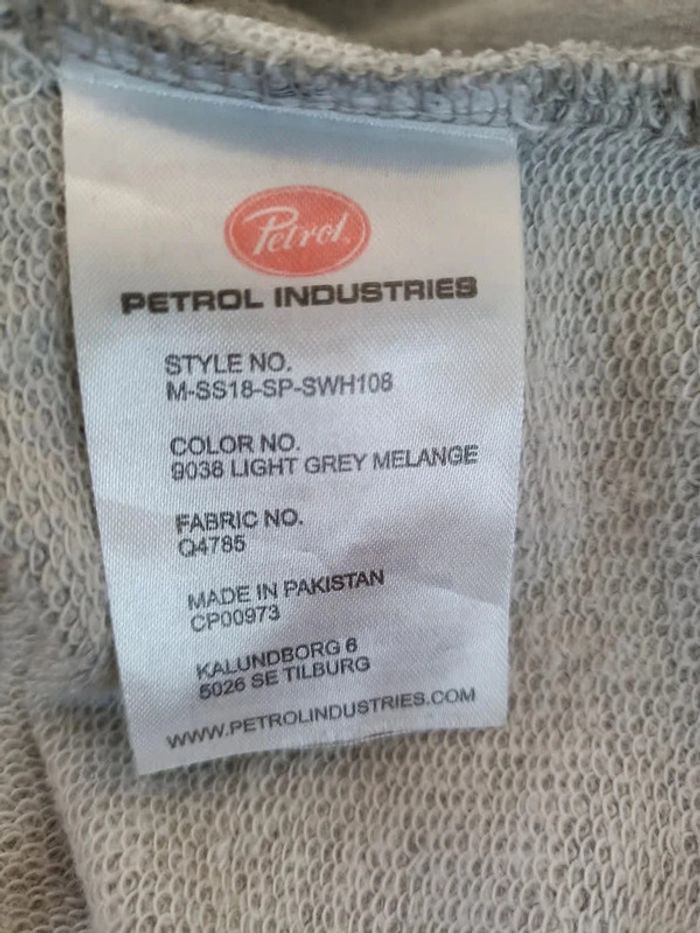 Petrol
PETROL INDUSTRIES
STYLE NO.
M-SS18-SP-SWH108
COLOR NO.
9038 LIGHT GREY MELANGE
FABRIC NO.
Q4785
MADE IN PAKISTAN
CP00973
KALUNDBORG 6
5026 SE TILBURG
WWW.PETROLINDUSTRIES.COM